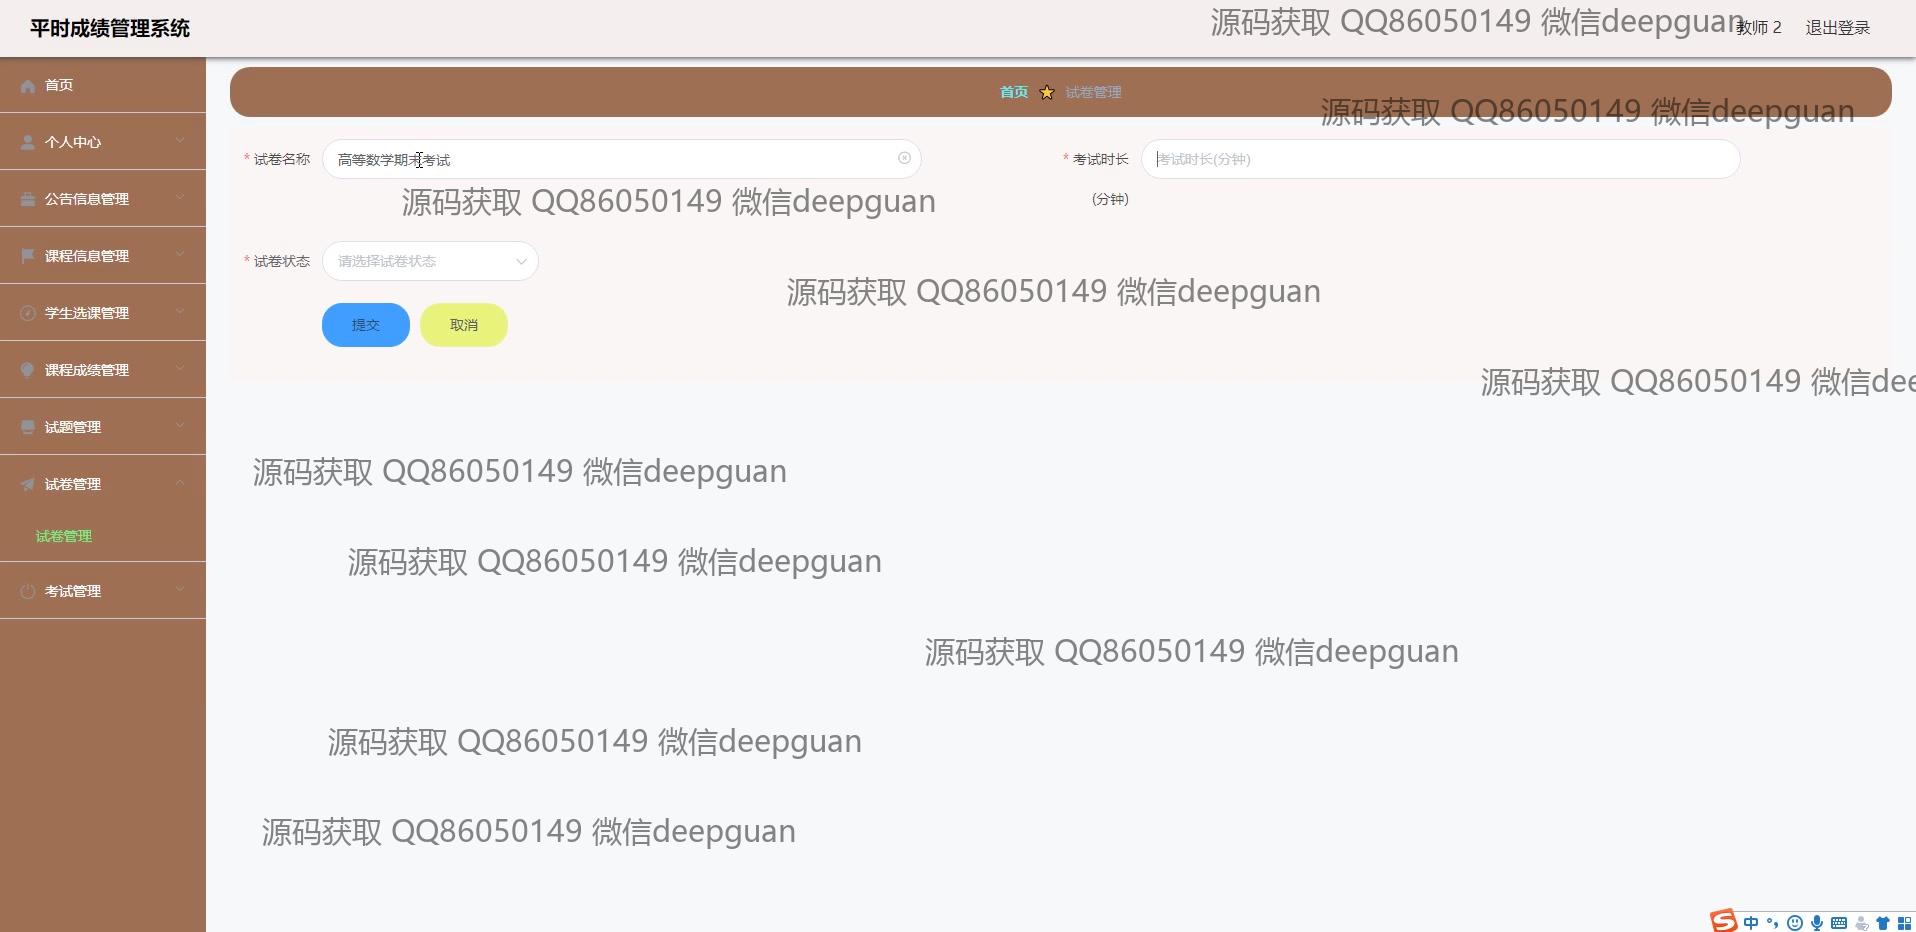 平时成绩管理系统
源码获取 QQ86050149 微信deepguan
教师 2 退出登录
首页
个人中心
公告信息管理
课程信息管理
学生选课管理
课程成绩管理
试题管理
试卷管理
试卷管理
考试管理
首页 试卷管理
源码获取 QQ86050149 微信deepguan
* 试卷名称 高等数学期末考试
* 考试时长 考试时长(分钟)
(分钟)
源码获取 QQ86050149 微信deepguan
* 试卷状态 请选择试卷状态
源码获取 QQ86050149 微信deepguan
提交 取消
源码获取 QQ86050149 微信dee
源码获取 QQ86050149 微信deepguan
源码获取 QQ86050149 微信deepguan
源码获取 QQ86050149 微信deepguan
源码获取 QQ86050149 微信deepguan
源码获取 QQ86050149 微信deepguan
S 中